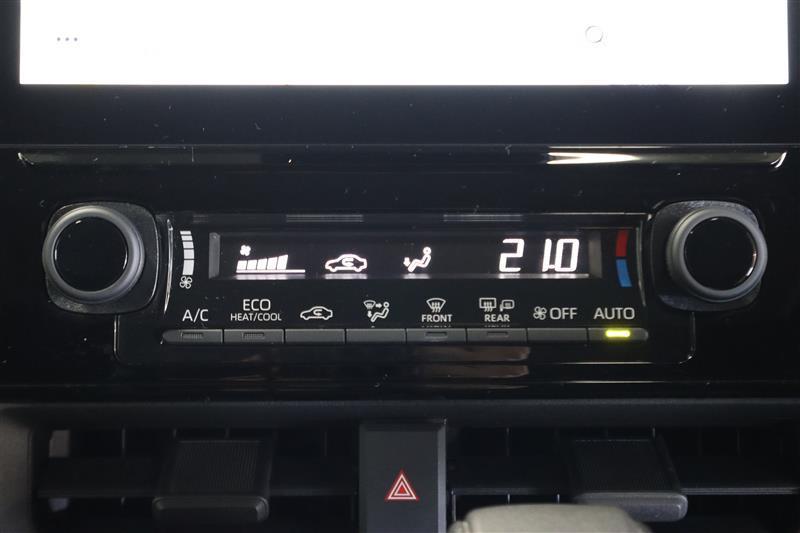 21.0
A/C
ECO
HEAT/COOL
FRONT
REAR
OFF
AUTO